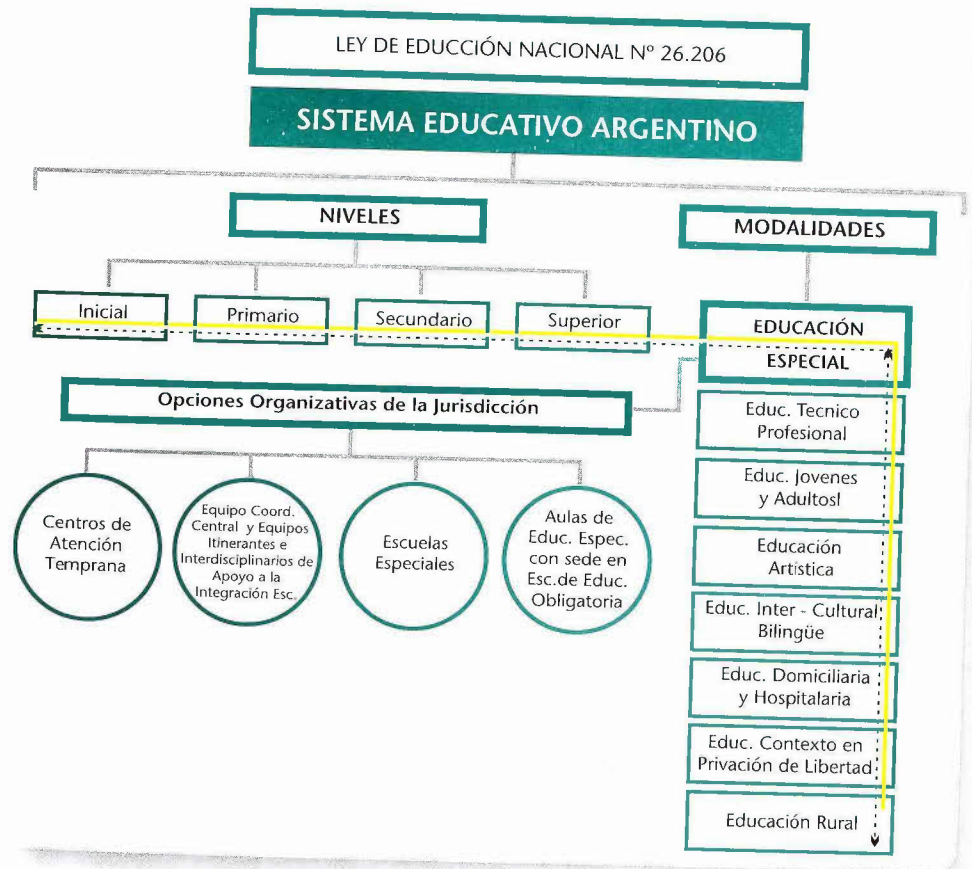 LEY DE EDUCCIÓN NACIONAL Nº 26.206
SISTEMA EDUCATIVO ARGENTINO
NIVELES
MODALIDADES
Inicial
Primario
Secundario
Superior
EDUCACIÓN
ESPECIAL
Opciones Organizativas de la Jurisdicción
Centros de
Atención
Temprana
Equipo Coord.
Central y Equipos
Itinerantes e
Interdisciplinarios de
Apoyo a la
Integración Esc.
Escuelas
Especiales
Aulas de
Educ. Espec.
con sede en
Esc.de Educ.
Obligatoria
Educ. Tecnico
Profesional
Educ. Jovenes
y Adultosl
Educación
Artística
Educ. Inter - Cultural
Bilingüe
Educ. Domiciliaria
y Hospitalaria
Educ. Contexto en
Privación de Libertad
Educación Rural